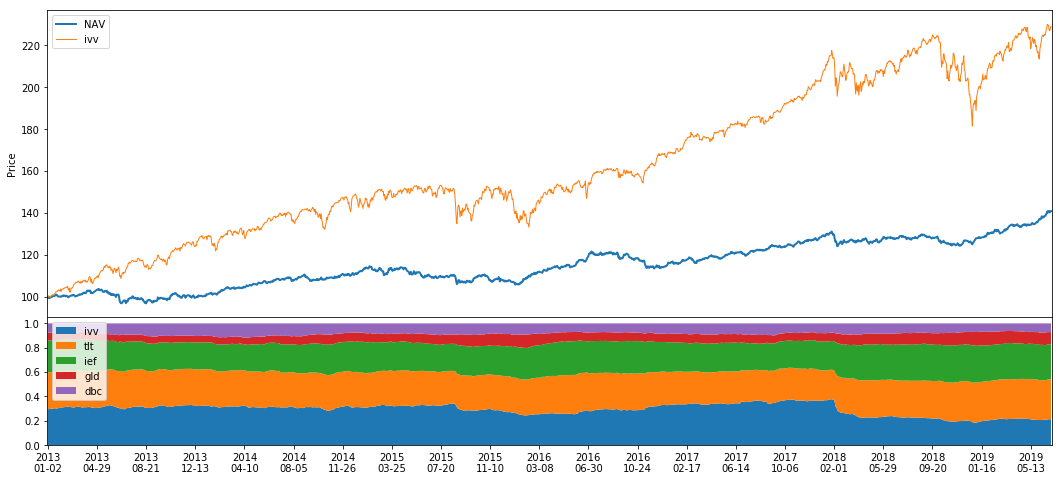 NAV
ivv
Price
220
200
180
160
140
120
100
ivv
tlt
ief
gld
dbc
1.0
0.8
0.6
0.4
0.2
0.0
2013 2013 2013 2013 2014 2014 2014 2015 2015 2015 2016 2016 2016 2017 2017 2017 2018 2018 2018 2019 2019
01-02 04-29 08-21 12-13 04-10 08-05 11-26 03-25 07-20 11-10 03-08 06-30 10-24 02-17 06-14 10-06 02-01 05-29 09-20 01-16 05-13